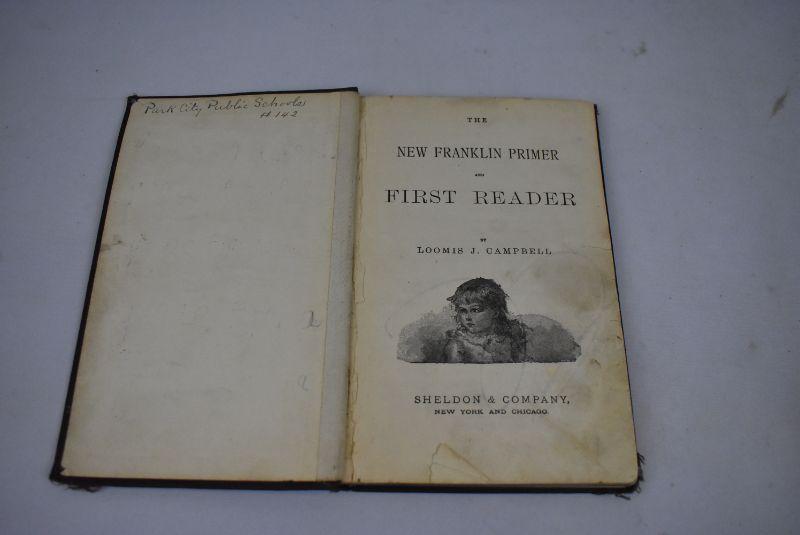 Park City Public Schools
# 142
THE
NEW FRANKLIN PRIMER
AND
FIRST READER
BY
LOOMIS J. CAMPBELL
SHELDON & COMPANY,
NEW YORK AND CHICAGO.